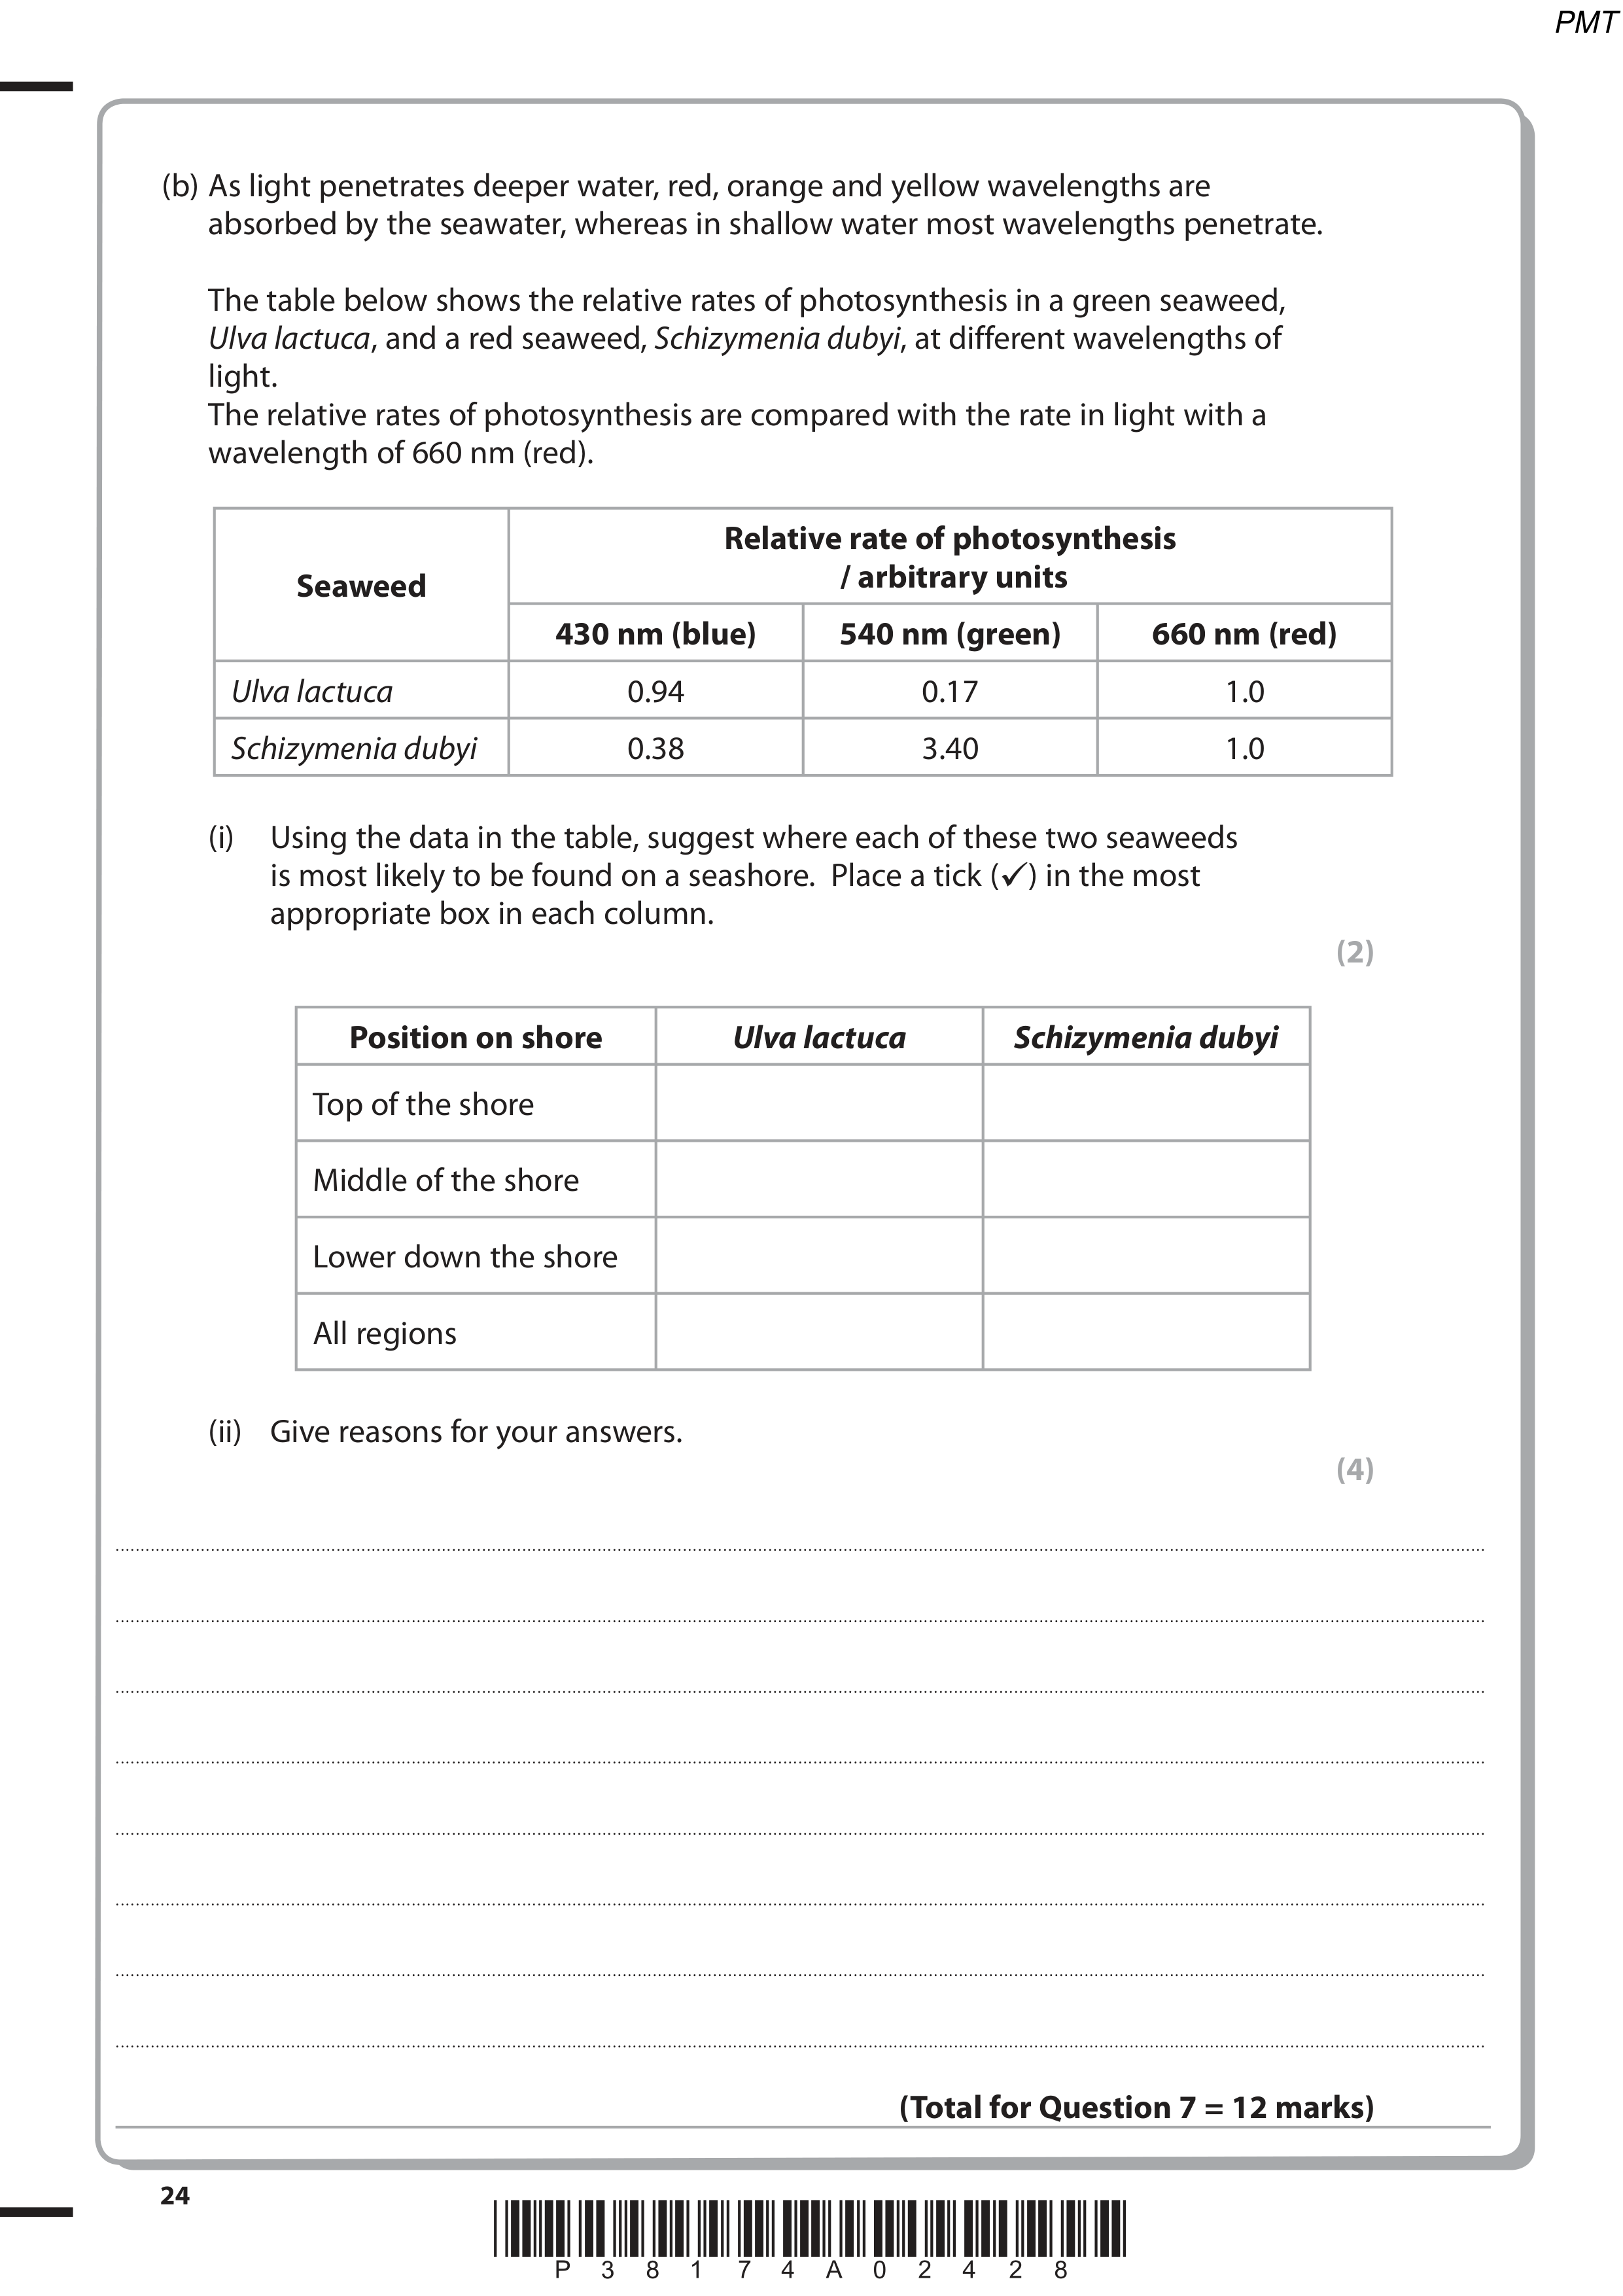 PMT
(b) As light penetrates deeper water, red, orange and yellow wavelengths are
absorbed by the seawater, whereas in shallow water most wavelengths penetrate.
The table below shows the relative rates of photosynthesis in a green seaweed,
Ulva lactuca, and a red seaweed, Schizymenia dubyi, at different wavelengths of
light.
The relative rates of photosynthesis are compared with the rate in light with a
wavelength of 660 nm (red).
Seaweed
Relative rate of photosynthesis
/ arbitrary units
430 nm (blue) 540 nm (green) 660 nm (red)
Ulva lactuca 0.94 0.17 1.0
Schizymenia dubyi 0.38 3.40 1.0
(i) Using the data in the table, suggest where each of these two seaweeds
is most likely to be found on a seashore. Place a tick (✓) in the most
appropriate box in each column.
(2)
Position on shore Ulva lactuca Schizymenia dubyi
Top of the shore
Middle of the shore
Lower down the shore
All regions
(ii) Give reasons for your answers.
(4)
(Total for Question 7 = 12 marks)
24
P 3 8 1 7 4 A 0 2 4 2 8